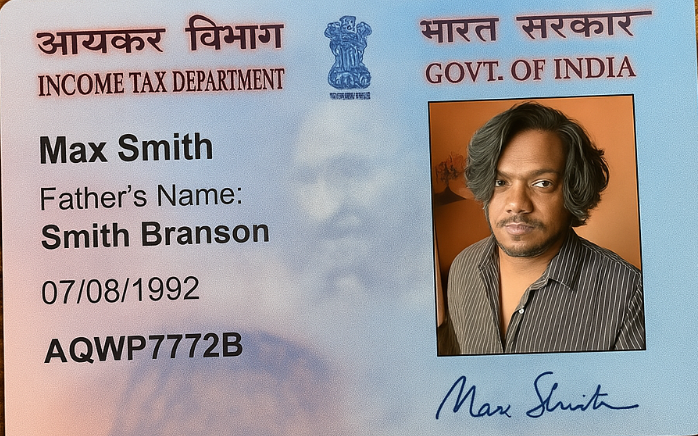 आयकर विभाग
INCOME TAX DEPARTMENT
भारत सरकार
GOVT. OF INDIA
Max Smith
Father's Name:
Smith Branson
07/08/1992
AQWP7772B
Max Smith